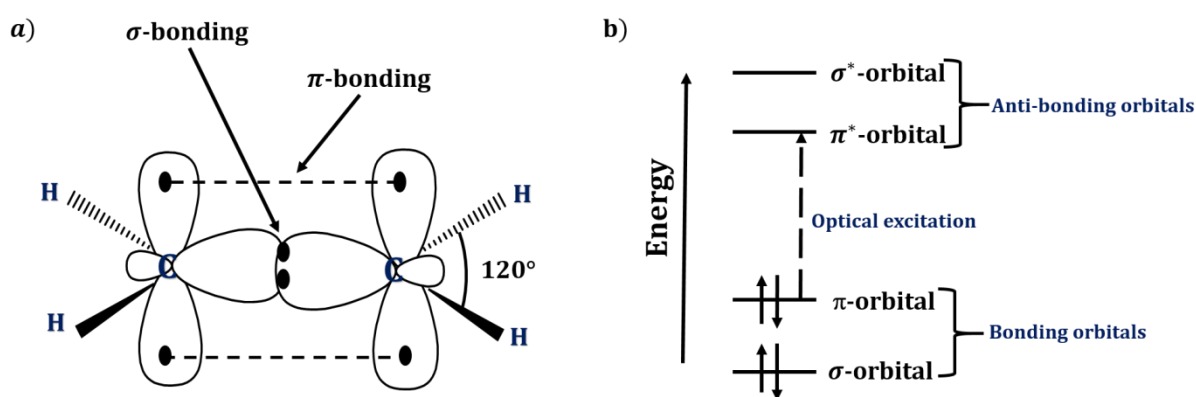 a)
σ-bonding
π-bonding
H
H
C
C
120°
H
H
b)
Energy
σ*-orbital
π*-orbital
Anti-bonding orbitals
Optical excitation
π-orbital
σ-orbital
Bonding orbitals